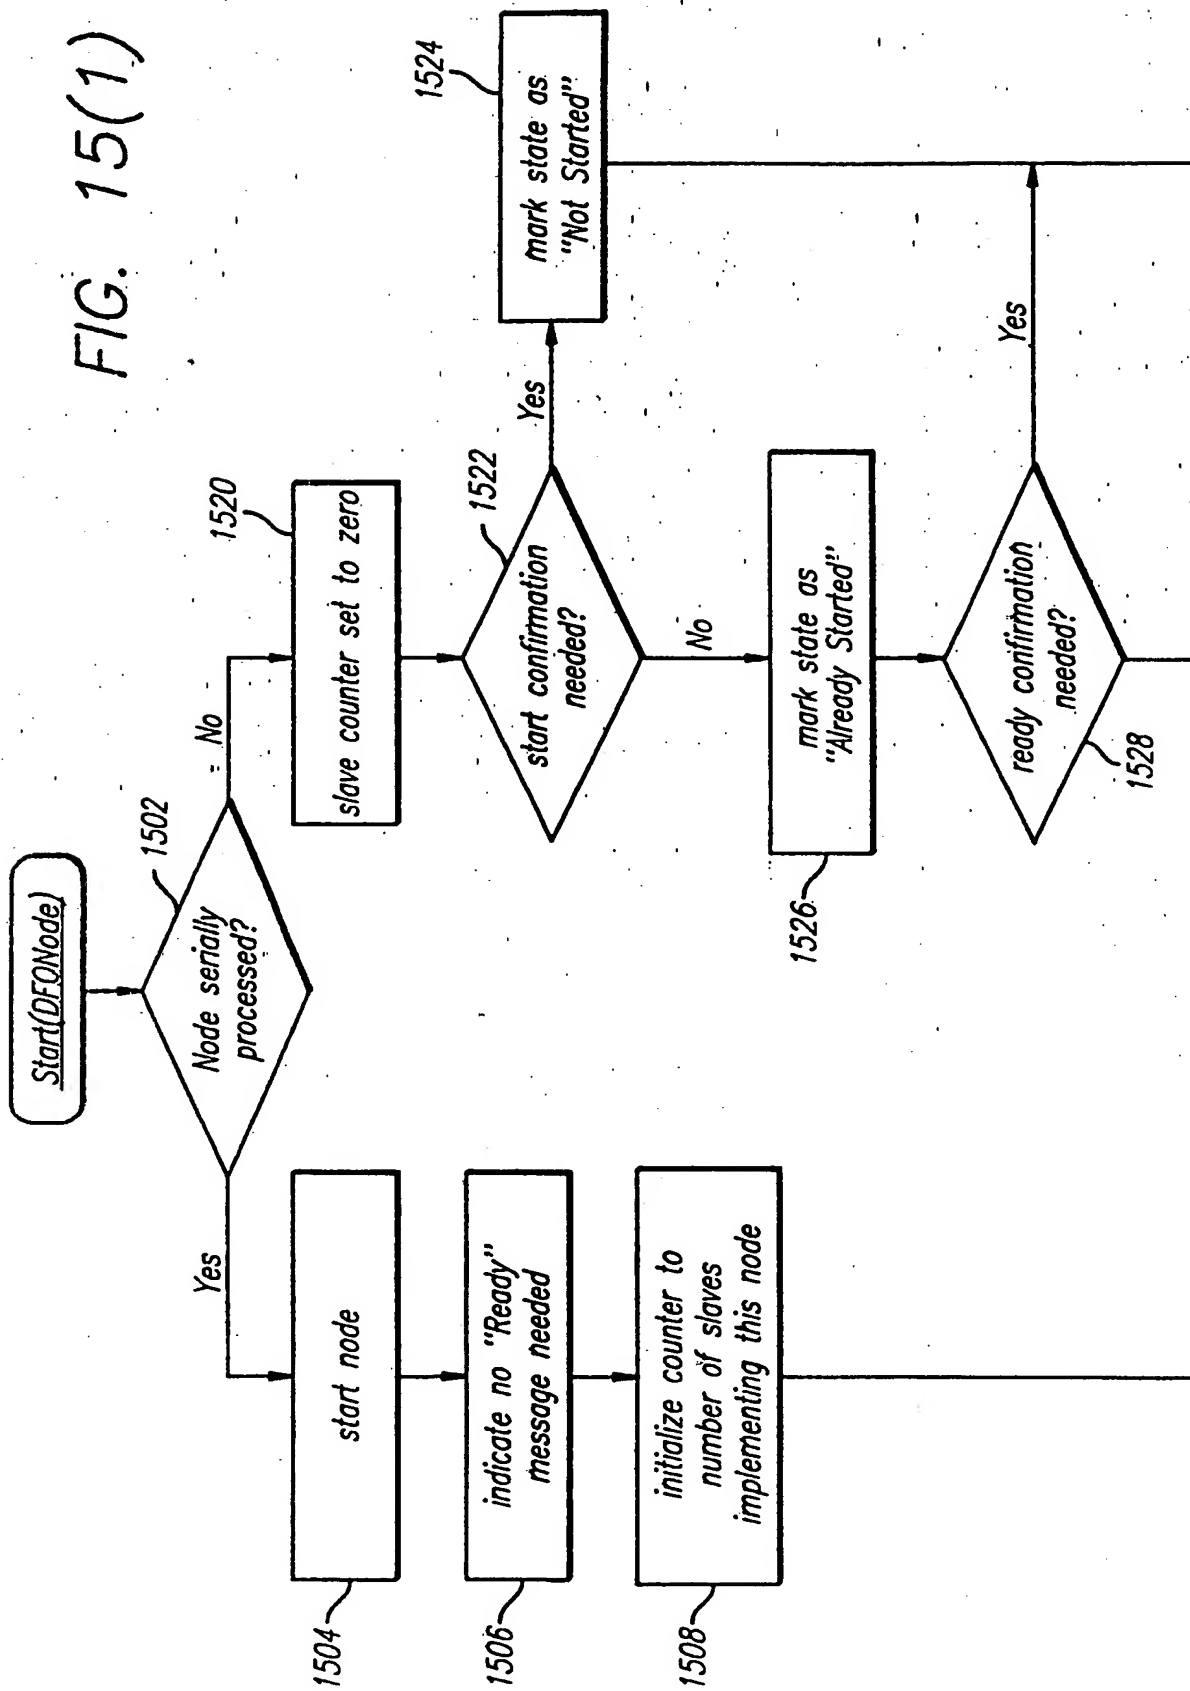 FIG. 15(1)
Start(DFONode)
1502
Node serially
processed?
Yes
No
1504
start node
1506
indicate no "Ready"
message needed
1508
initialize counter to
number of slaves
implementing this node
1520
slave counter set to zero
1522
start confirmation
needed?
Yes
1524
mark state as
"Not Started"
No
1526
mark state as
"Already Started"
1528
ready confirmation
needed?
Yes